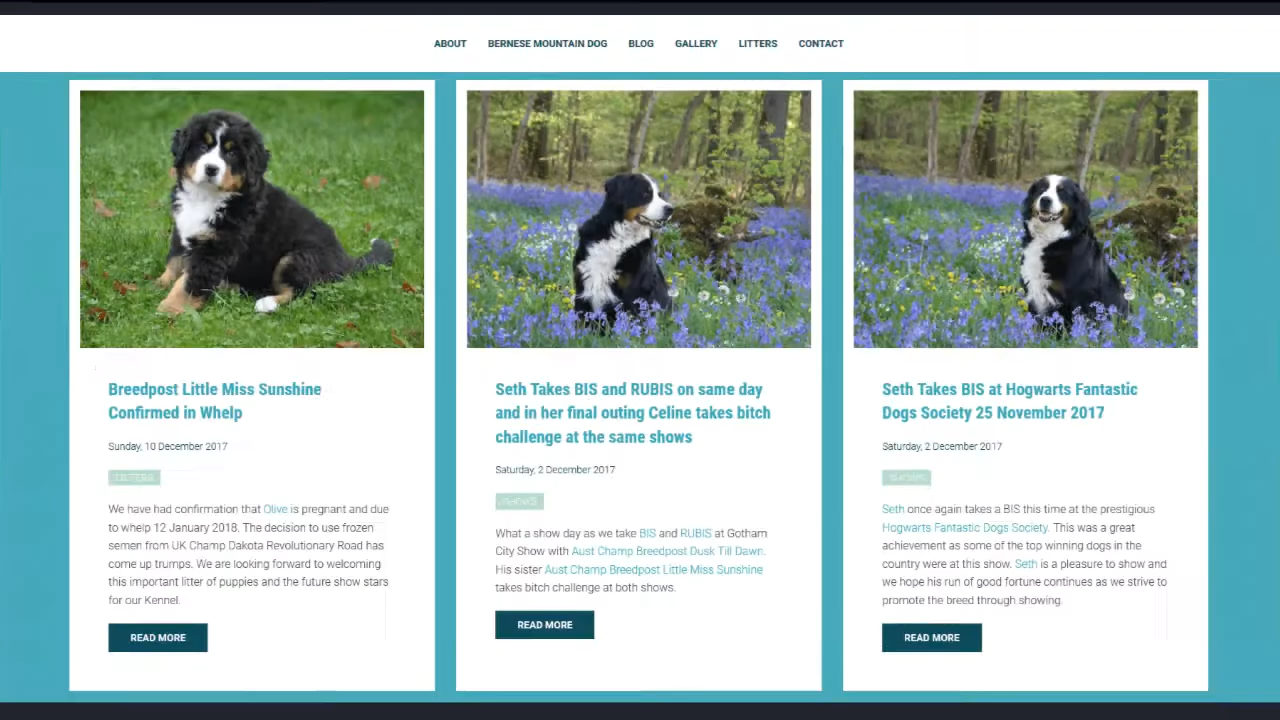 ABOUT BERNESE MOUNTAIN DOG BLOG GALLERY LITTERS CONTACT
Breedpost Little Miss Sunshine
Confirmed in Whelp
Sunday, 10 December 2017
LITTERS
We have had confirmation that Olive is pregnant and due
to whelp 12 January 2018. The decision to use frozen
semen from UK Champ Dakota Revolutionary Road has
come up trumps. We are looking forward to welcoming
this important litter of puppies and the future show stars
for our Kennel.
READ MORE
Seth Takes BIS and RUBIS on same day
and in her final outing Celine takes bitch
challenge at the same shows
Saturday, 2 December 2017
SHOWS
What a show day as we take BIS and RUBIS at Gotham
City Show with Aust Champ Breedpost Dusk Till Dawn.
His sister Aust Champ Breedpost Little Miss Sunshine
takes bitch challenge at both shows.
READ MORE
Seth Takes BIS at Hogwarts Fantastic
Dogs Society 25 November 2017
Saturday, 2 December 2017
SHOWS
Seth once again takes a BIS this time at the prestigious
Hogwarts Fantastic Dogs Society. This was a great
achievement as some of the top winning dogs in the
country were at this show. Seth is a pleasure to show and
we hope his run of good fortune continues as we strive to
promote the breed through showing.
READ MORE